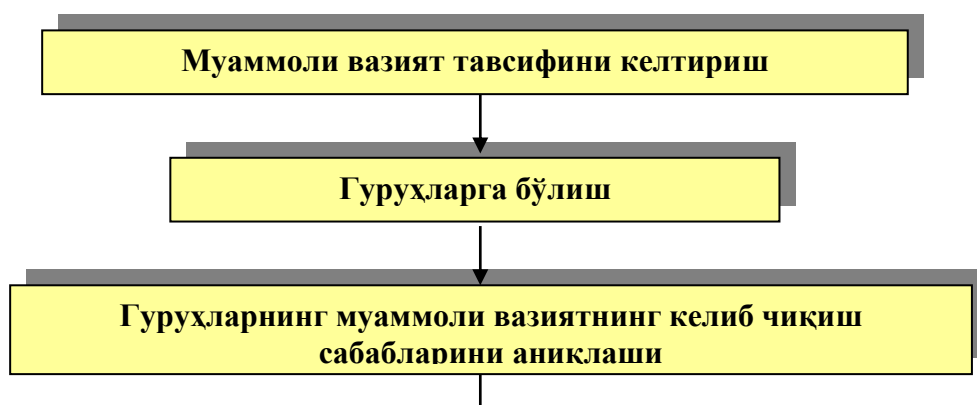 Муаммоли вазият тавсифини келтириш
Гуруҳларга бўлиш
Гуруҳларнинг муаммоли вазиятнинг келиб чиқиш
сабабларини аниқлаши